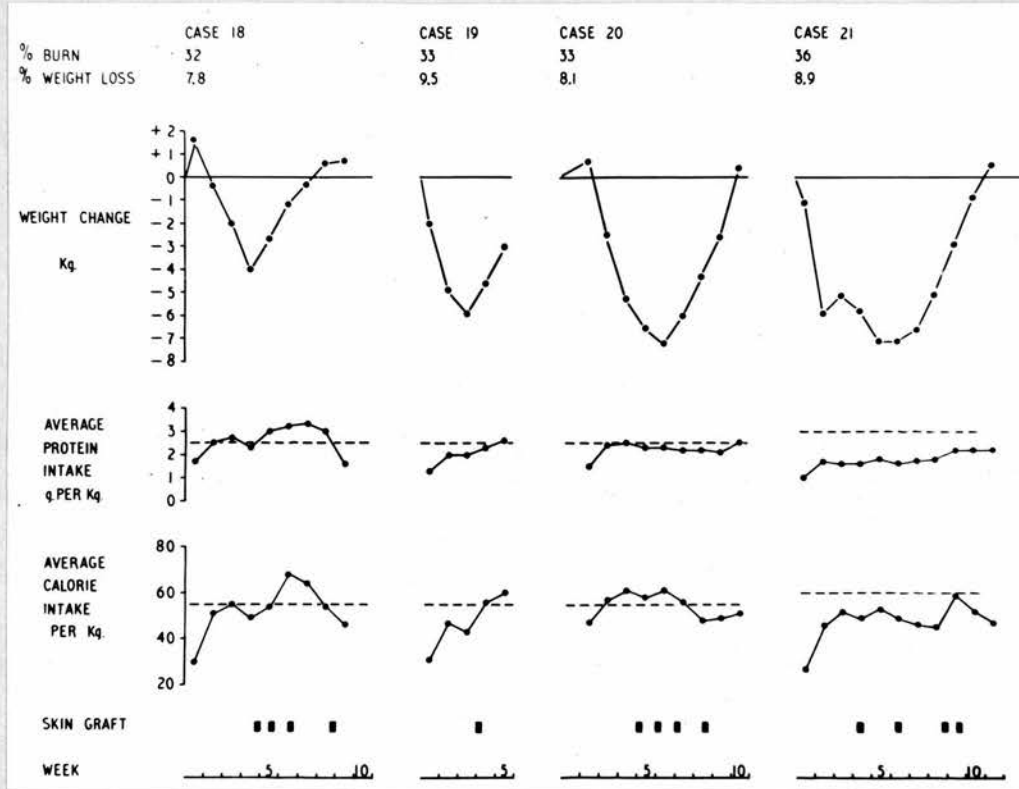 CASE 18 CASE 19 CASE 20 CASE 21
% BURN 32 33 33 36
% WEIGHT LOSS 7.8 9.5 8.1 8.9
+ 2
+ 1
0
- 1
WEIGHT CHANGE - 2
- 3
Kg. - 4
- 5
- 6
- 7
- 8
4
AVERAGE 3
PROTEIN 2
INTAKE 1
g. PER Kg. 0
80
AVERAGE
CALORIE 60
INTAKE
PER Kg. 40
20
SKIN GRAFT
WEEK 5 10 5 5 10 5 10